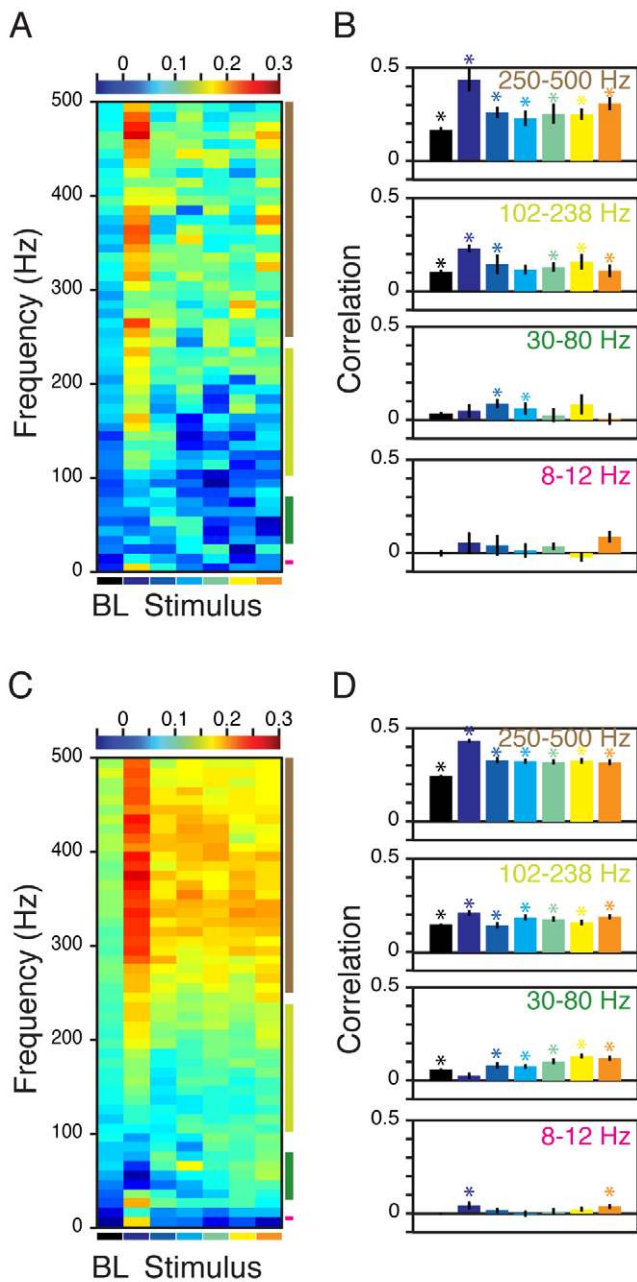 A
0 0.1 0.2 0.3
500
400
300
200
100
0
Frequency (Hz)
BL Stimulus
B
0.5
0
250-500 Hz
* * * * * * *
0.5
0
102-238 Hz
* * * * * *
0.5
0
30-80 Hz
* *
0.5
0
8-12 Hz
Correlation
C
0 0.1 0.2 0.3
500
400
300
200
100
0
Frequency (Hz)
BL Stimulus
D
0.5
0
250-500 Hz
* * * * * * *
0.5
0
102-238 Hz
* * * * * * *
0.5
0
30-80 Hz
* * * * * *
0.5
0
8-12 Hz
* *
Correlation